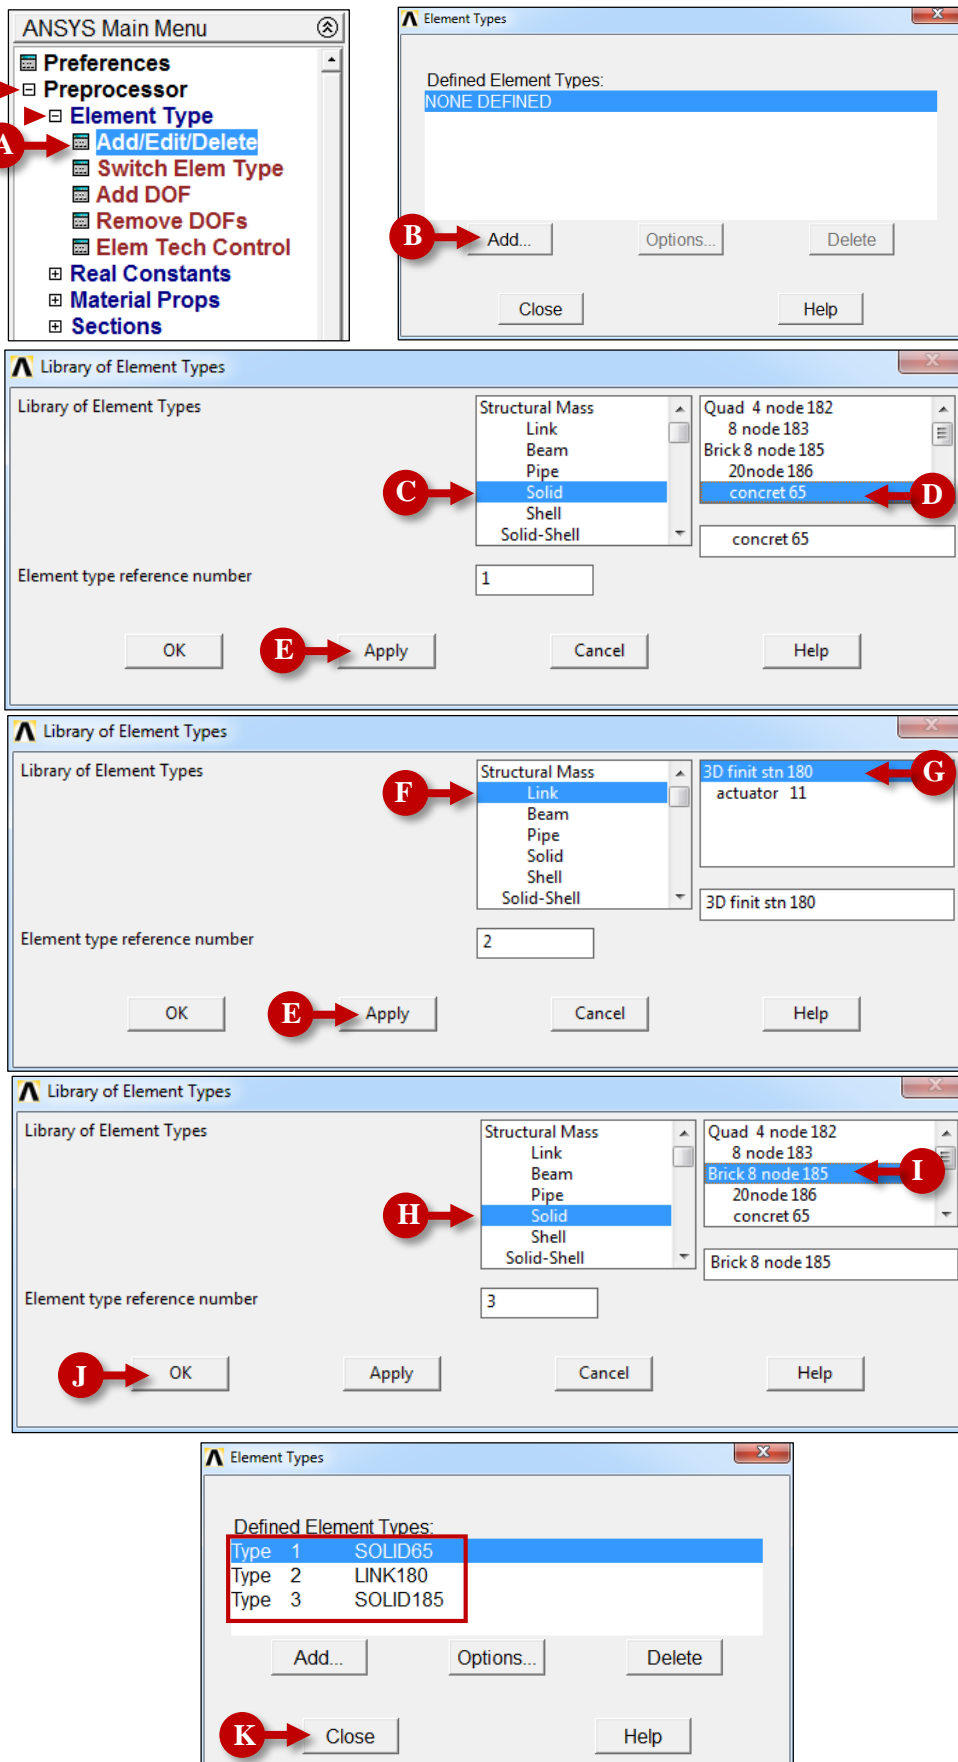 ANSYS Main Menu
Preferences
Preprocessor
Element Type
A
Add/Edit/Delete
Switch Elem Type
Add DOF
Remove DOFs
Elem Tech Control
Real Constants
Material Props
Sections
Element Types
Defined Element Types:
NONE DEFINED
B
Add... Options... Delete
Close Help
Library of Element Types
Library of Element Types
Structural Mass
Link
Beam
Pipe
C
Solid
Shell
Solid-Shell
Quad 4 node 182
8 node 183
Brick 8 node 185
20node 186
concret 65
D
concret 65
Element type reference number
1
OK E Apply Cancel Help
Library of Element Types
Library of Element Types
Structural Mass
F
Link
Beam
Pipe
Solid
Shell
Solid-Shell
3D finit stn 180
G
actuator 11
3D finit stn 180
Element type reference number
2
OK E Apply Cancel Help
Library of Element Types
Library of Element Types
Structural Mass
Link
Beam
Pipe
H
Solid
Shell
Solid-Shell
Quad 4 node 182
8 node 183
Brick 8 node 185
I
20node 186
concret 65
Brick 8 node 185
Element type reference number
3
J OK Apply Cancel Help
Element Types
Defined Element Types:
Type 1 SOLID65
Type 2 LINK180
Type 3 SOLID185
Add... Options... Delete
K Close Help